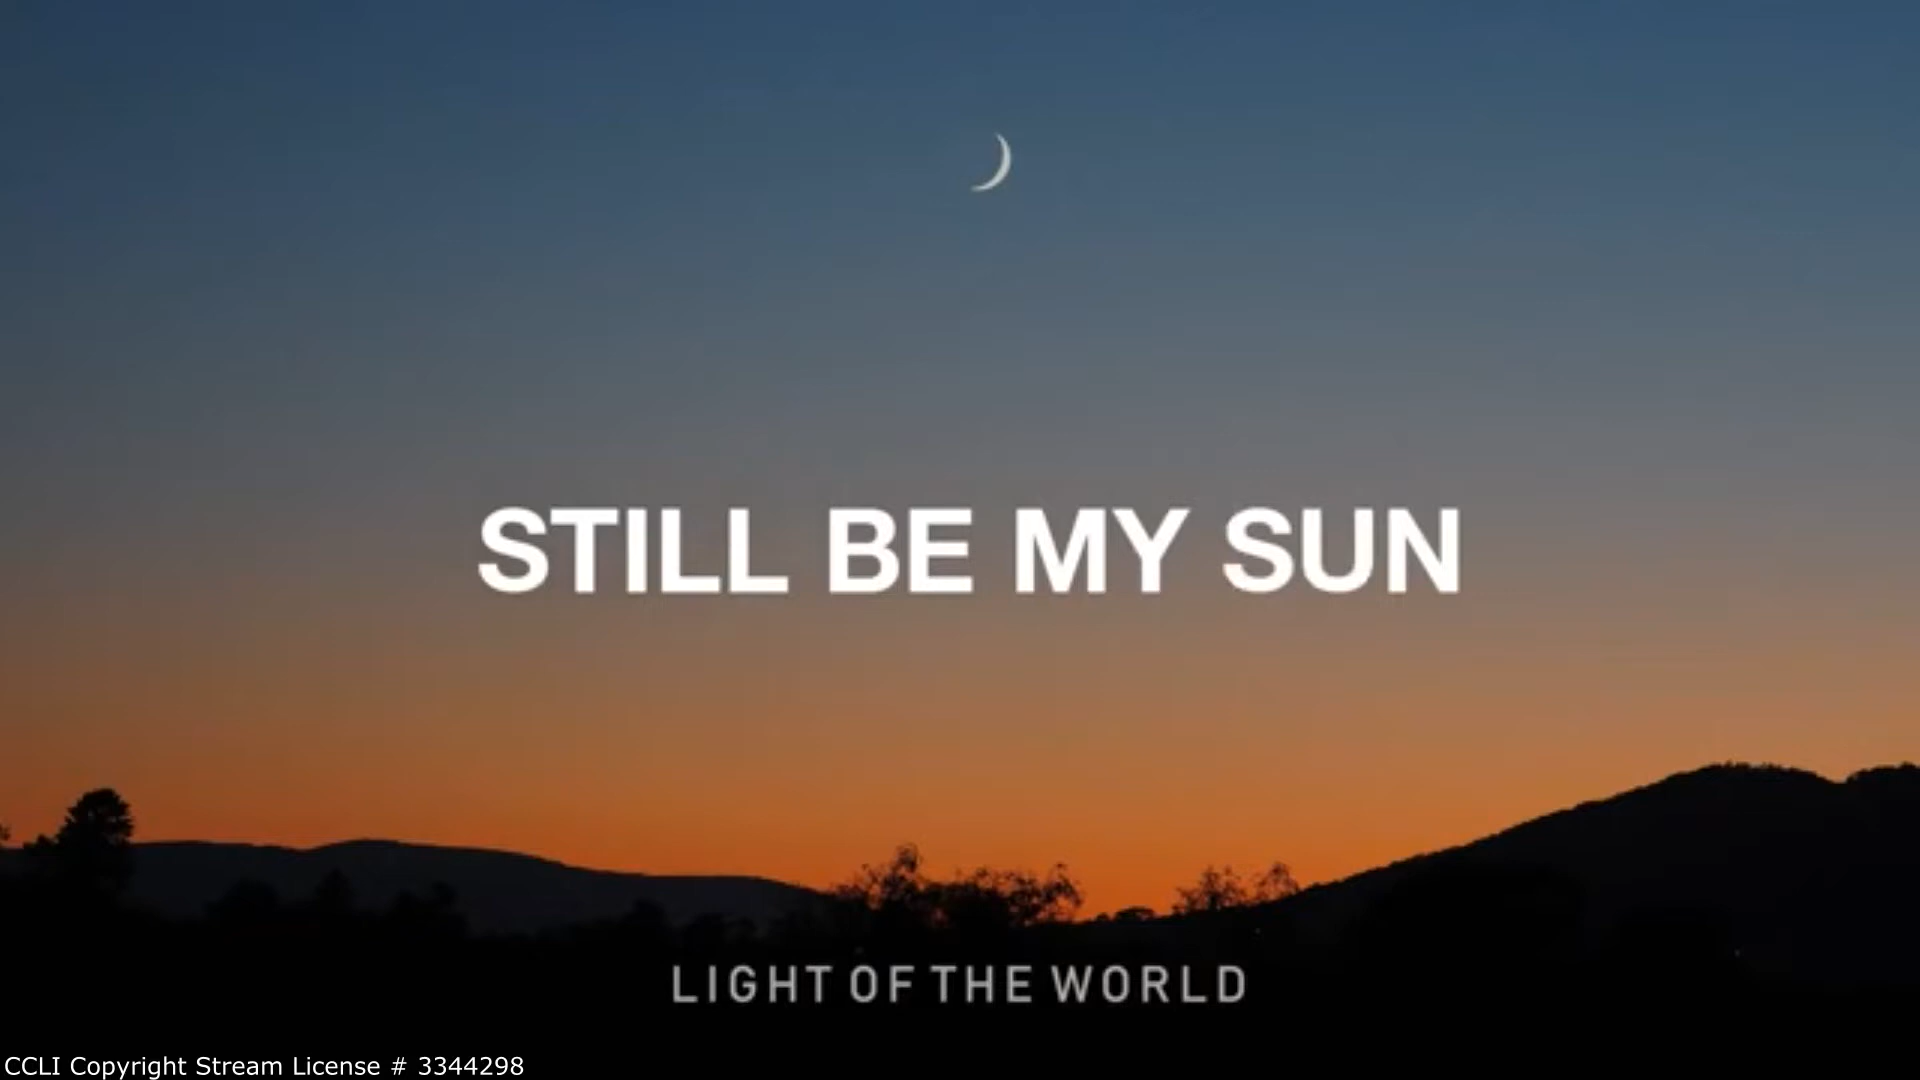 STILL BE MY SUN
LIGHT OF THE WORLD
CCLI Copyright Stream License # 3344298